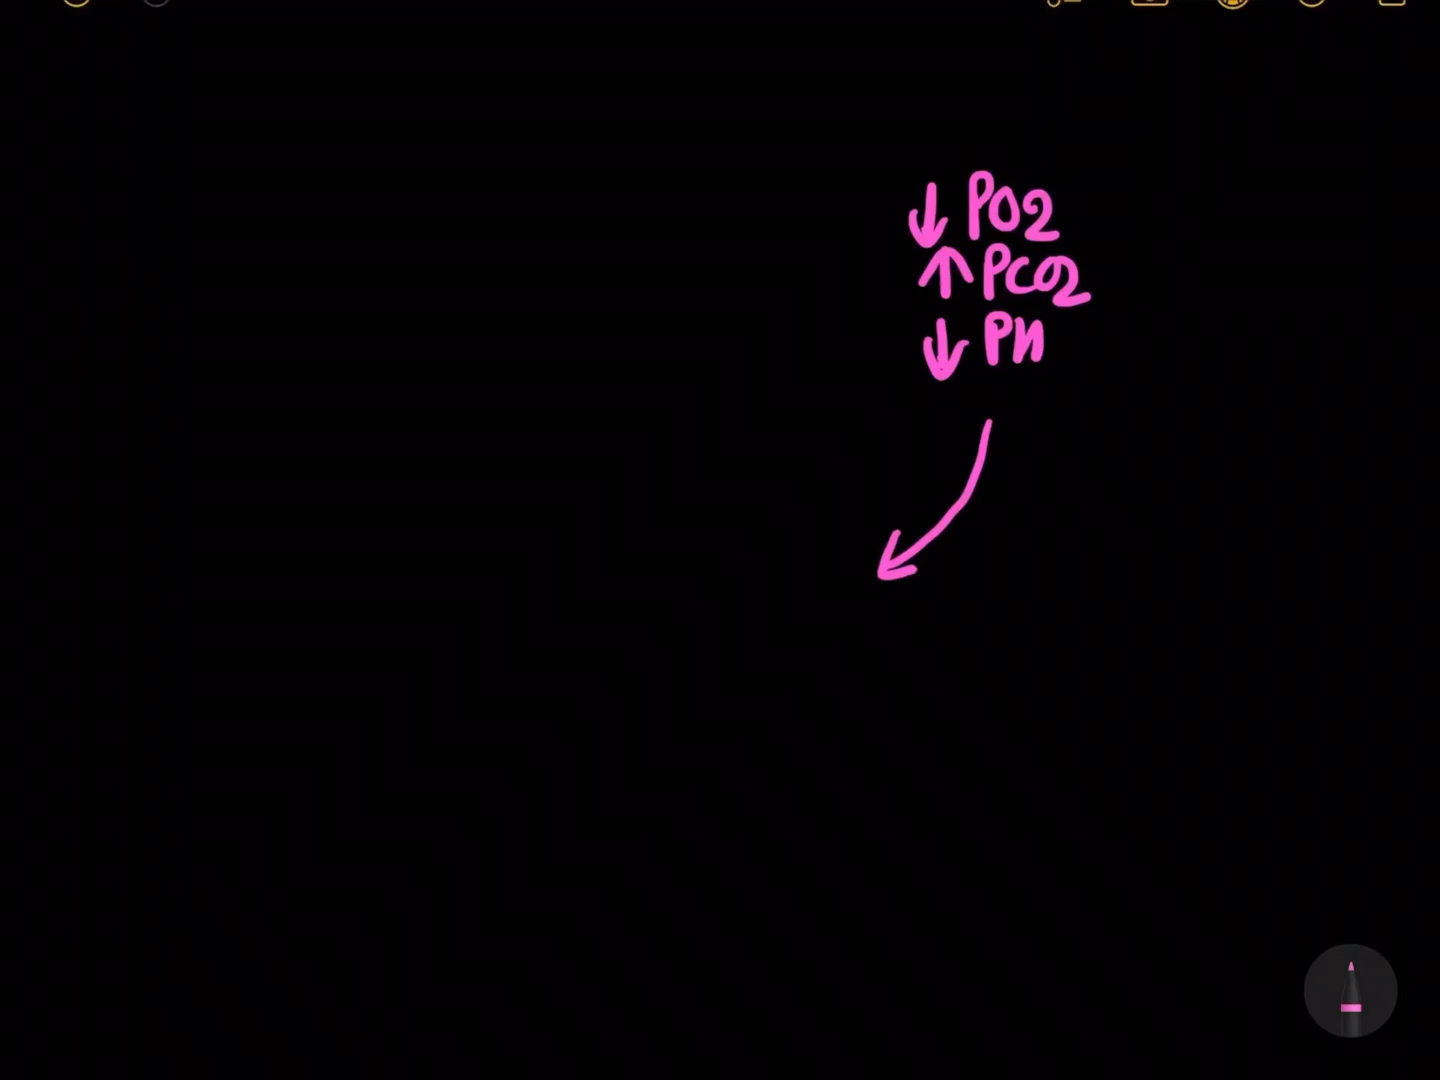 ↓ PO2
↑ PCO2
↓ PH